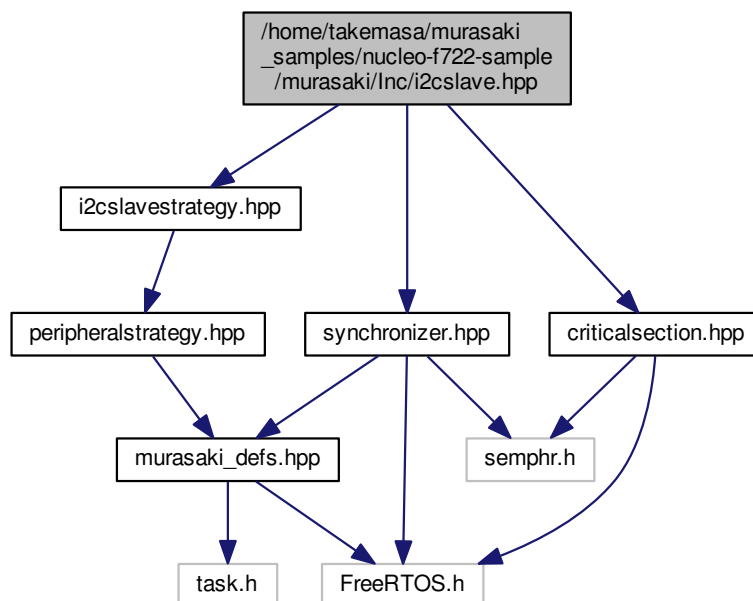 /home/takemasa/murasaki
_samples/nucleo-f722-sample
/murasaki/Inc/i2cslave.hpp
i2cslavestrategy.hpp
peripheralstrategy.hpp
synchronizer.hpp
criticalsection.hpp
murasaki_defs.hpp
semphr.h
task.h
FreeRTOS.h